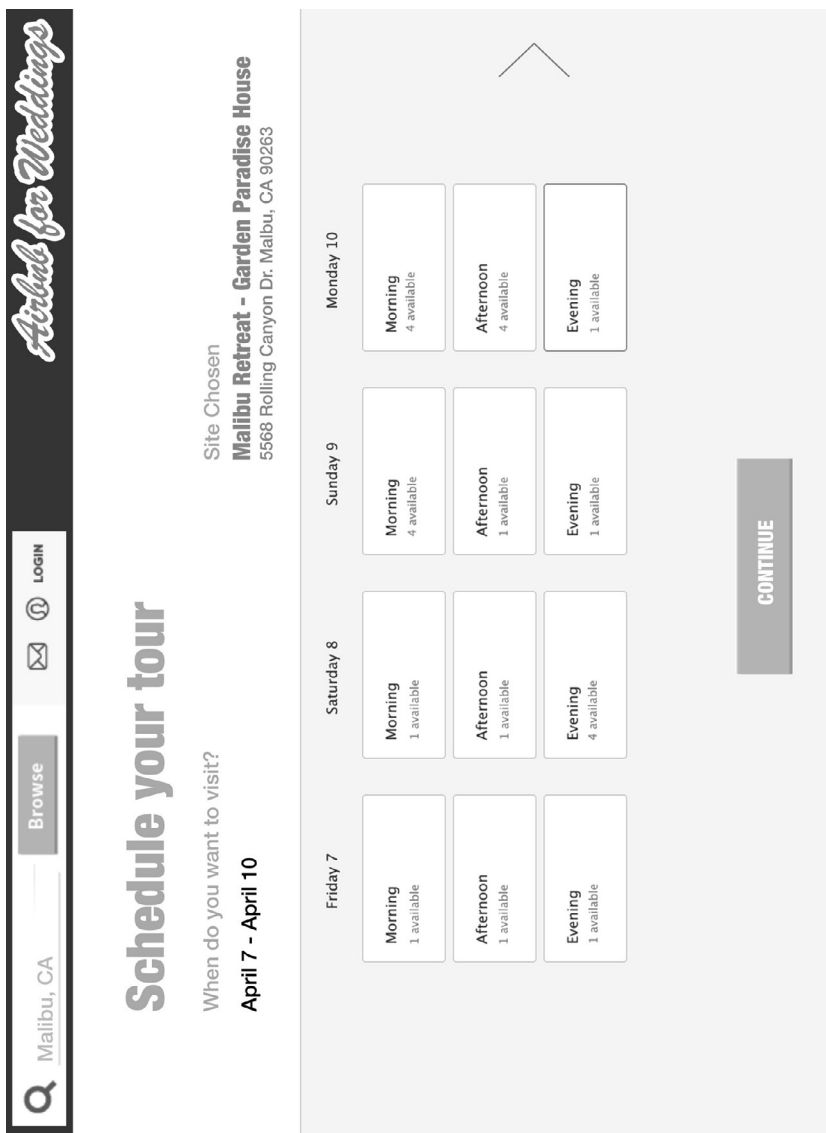 Malibu, CA
Browse
LOGIN
Airbnb for Weddings
Schedule your tour
When do you want to visit?
April 7 - April 10
Site Chosen
Malibu Retreat - Garden Paradise House
5568 Rolling Canyon Dr. Malbu, CA 90263
Friday 7
Saturday 8
Sunday 9
Monday 10
Morning
1 available
Morning
1 available
Morning
4 available
Morning
4 available
Afternoon
1 available
Afternoon
1 available
Afternoon
1 available
Afternoon
4 available
Evening
1 available
Evening
4 available
Evening
1 available
Evening
1 available
CONTINUE